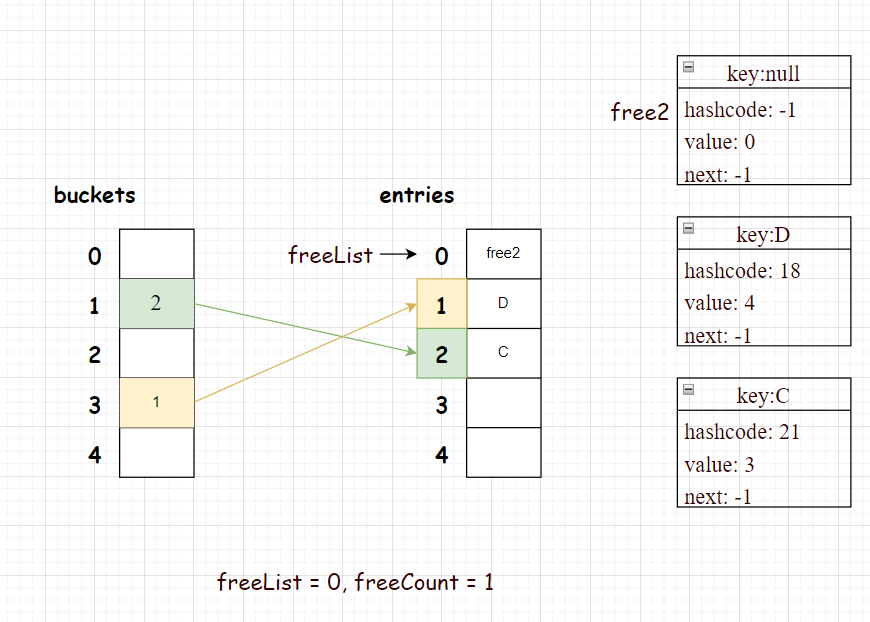 key:null
free2
hashcode: -1
value: 0
next: -1
buckets
entries
key:D
hashcode: 18
value: 4
next: -1
freeList
0
0
free2
1
2
1
D
2
2
C
3
1
3
4
4
key:C
hashcode: 21
value: 3
next: -1
freeList = 0, freeCount = 1